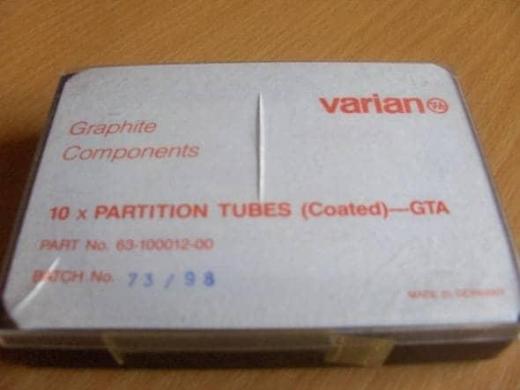 varian
Graphite
Components
10 x PARTITION TUBES (Coated)—GTA
PART No. 63-100012-00
BATCH No. 73/98
MADE IN GERMANY